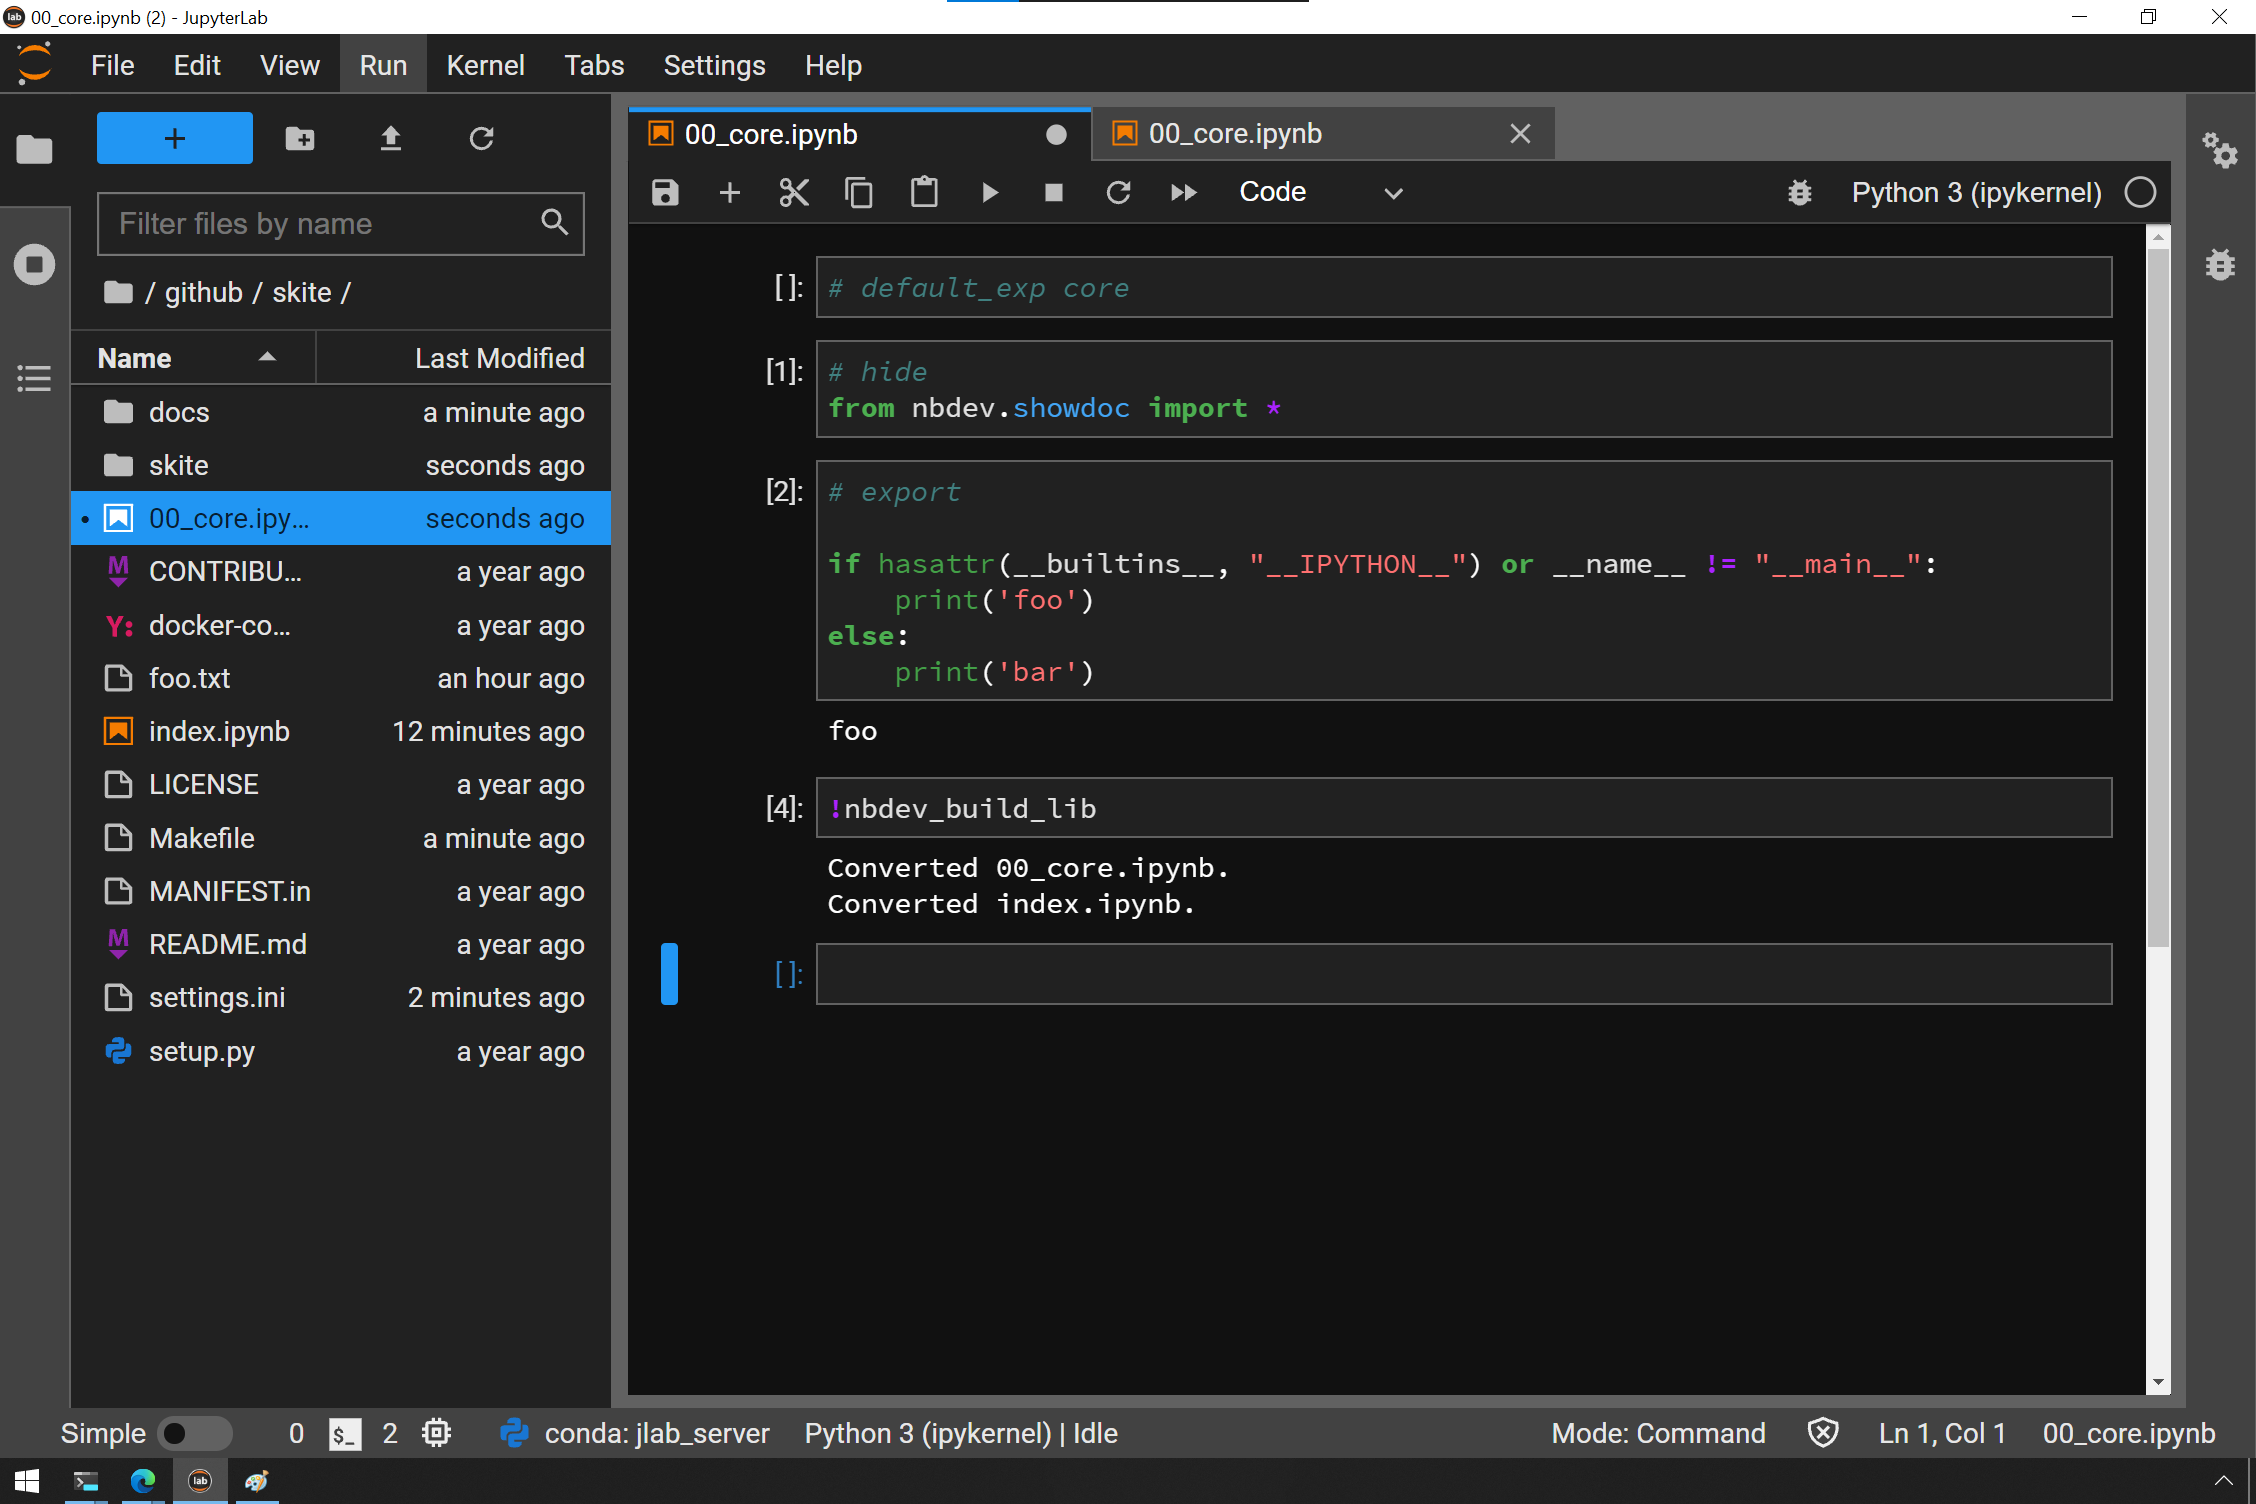 00_core.ipynb (2) - JupyterLab
File Edit View Run Kernel Tabs Settings Help
Filter files by name
/ github / skite /
Name Last Modified
docs a minute ago
skite seconds ago
00_core.ipy... seconds ago
CONTRIBU... a year ago
docker-co... a year ago
foo.txt an hour ago
index.ipynb 12 minutes ago
LICENSE a year ago
Makefile a minute ago
MANIFEST.in a year ago
README.md a year ago
settings.ini 2 minutes ago
setup.py a year ago
00_core.ipynb 00_core.ipynb
Code Python 3 (ipykernel)
[ ]: # default_exp core
[1]: # hide
from nbdev.showdoc import *
[2]: # export
if hasattr(__builtins__, "__IPYTHON__") or __name__ != "__main__":
    print('foo')
else:
    print('bar')
foo
[4]: !nbdev_build_lib
Converted 00_core.ipynb.
Converted index.ipynb.
[ ]:
Simple 0 $_ 2 conda: jlab_server Python 3 (ipykernel) | Idle Mode: Command Ln 1, Col 1 00_core.ipynb
lab